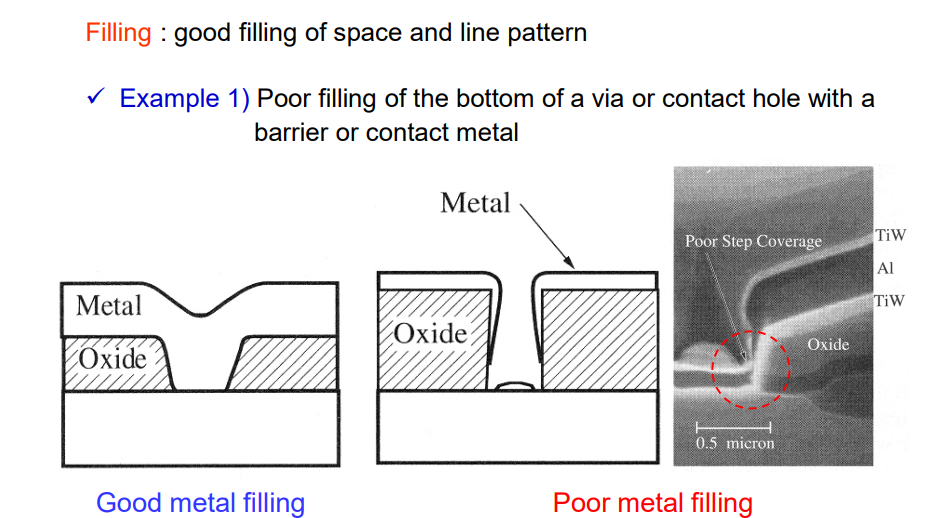 Filling : good filling of space and line pattern
✓ Example 1) Poor filling of the bottom of a via or contact hole with a
barrier or contact metal
Metal
Metal
Oxide
Oxide
Poor Step Coverage
TiW
Al
TiW
Oxide
0.5 micron
Good metal filling
Poor metal filling